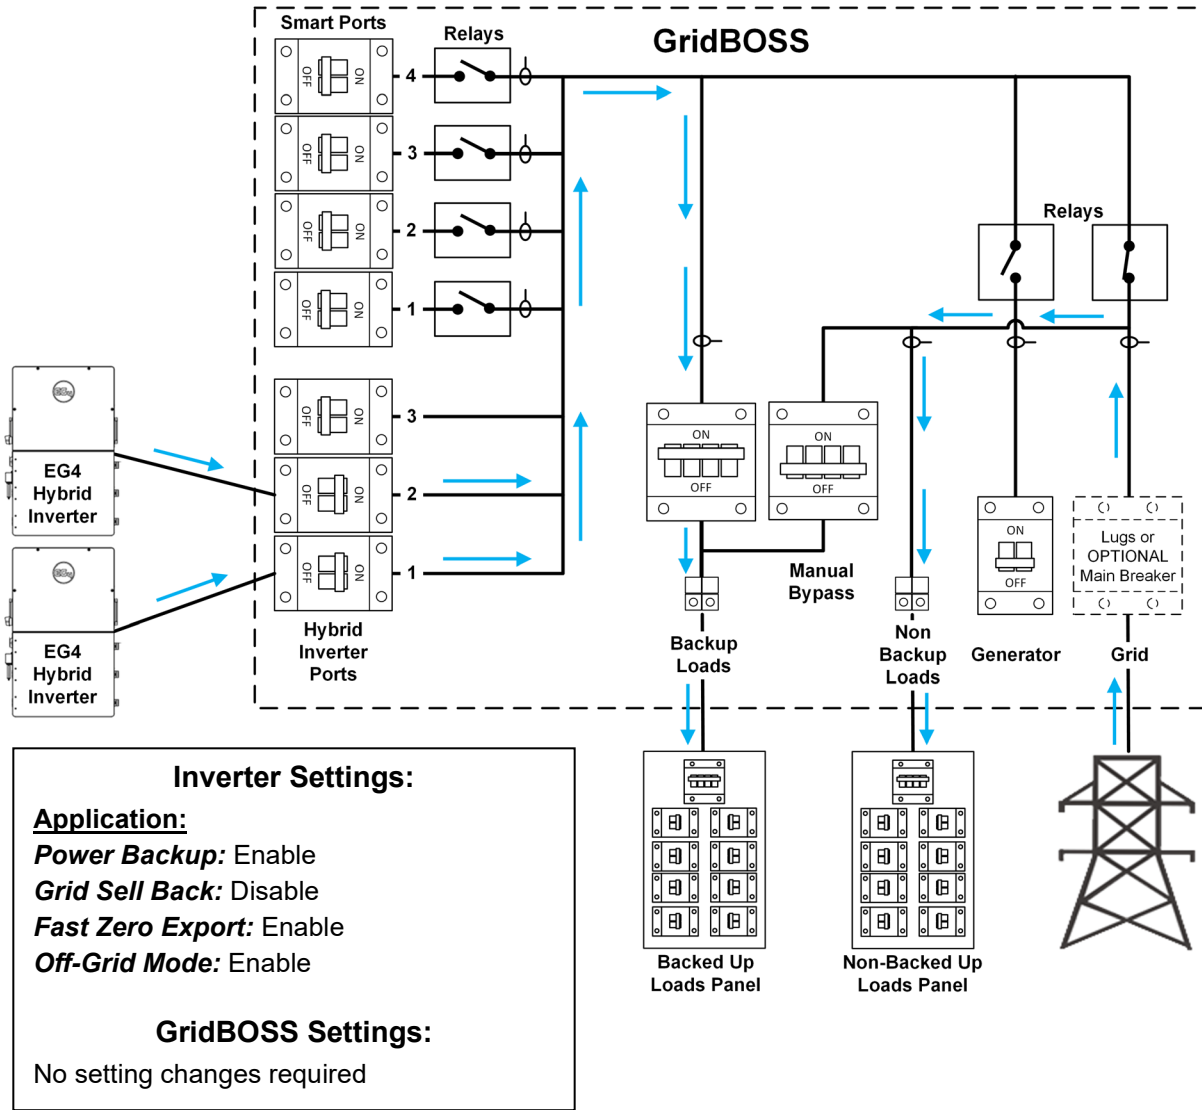 Smart Ports
Relays
GridBOSS
OFF
ON
4
OFF
ON
3
OFF
ON
2
OFF
ON
1
Relays
OFF
ON
3
OFF
ON
2
OFF
ON
1
EG4
Hybrid
Inverter
EG4
Hybrid
Inverter
Hybrid
Inverter
Ports
ON
OFF
ON
OFF
Manual
Bypass
ON
OFF
Lugs or
OPTIONAL
Main Breaker
Backup
Loads
Non
Backup
Loads
Generator
Grid
Backed Up
Loads Panel
Non-Backed Up
Loads Panel
Inverter Settings:
Application:
Power Backup: Enable
Grid Sell Back: Disable
Fast Zero Export: Enable
Off-Grid Mode: Enable
GridBOSS Settings:
No setting changes required